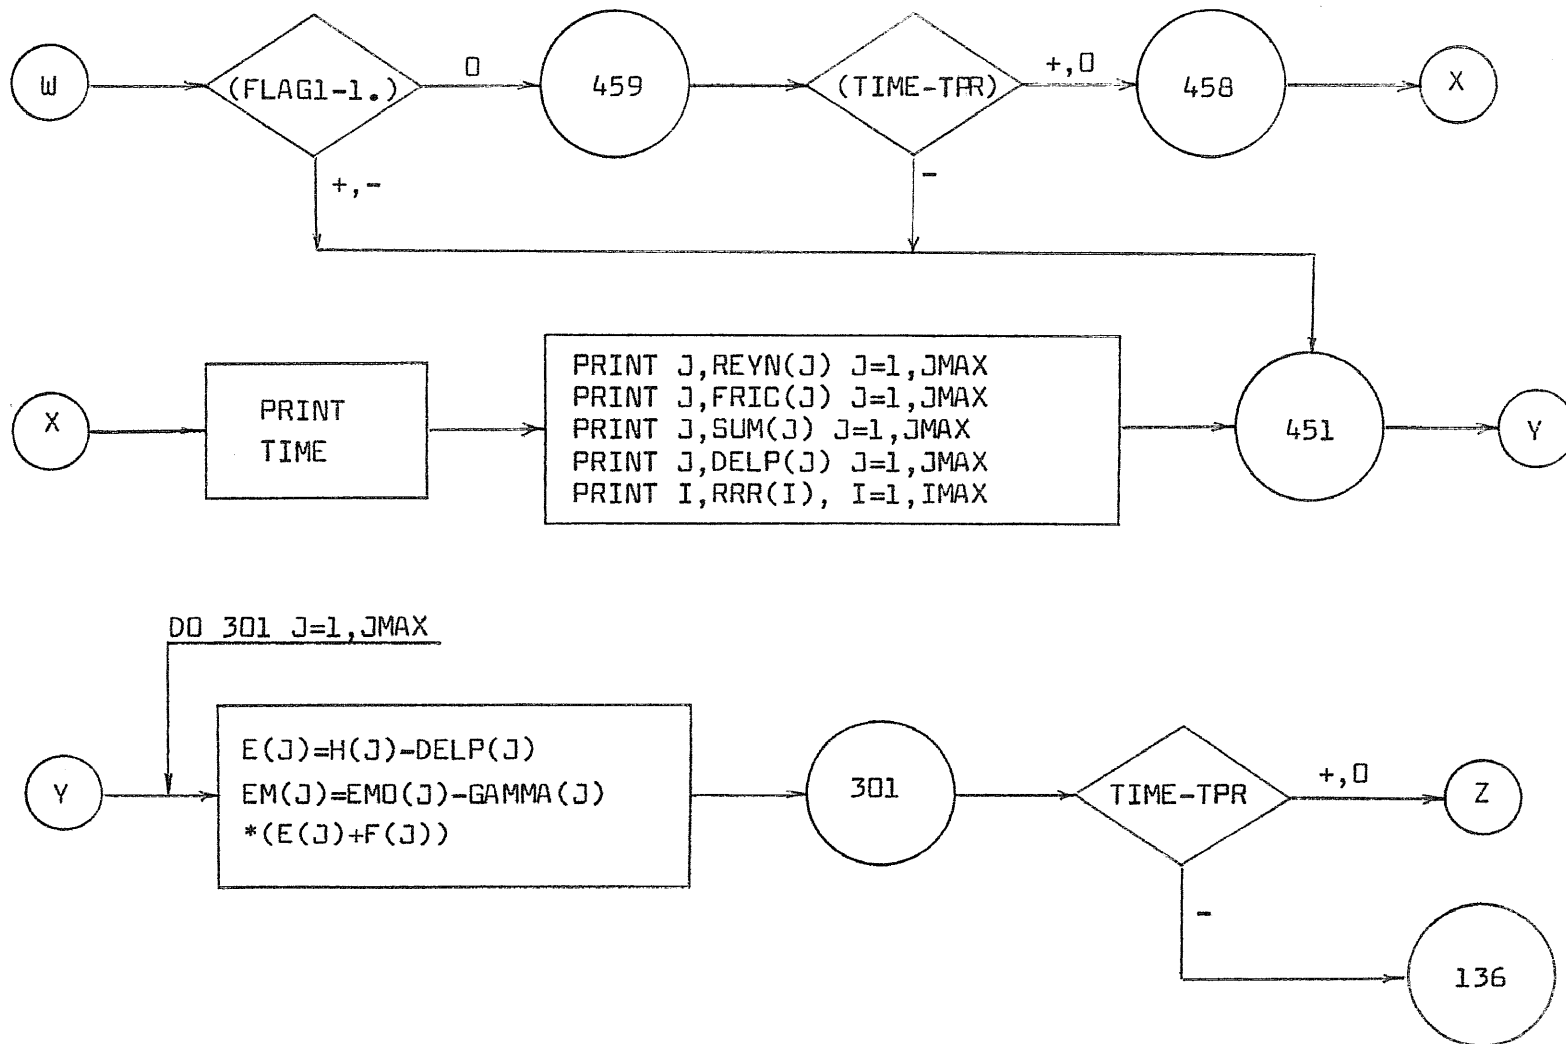 W
(FLAG1-1.)
0
459
(TIME-TPR)
+,0
458
X
+,-
-
X
PRINT
TIME
PRINT J,REYN(J) J=1,JMAX
PRINT J,FRIC(J) J=1,JMAX
PRINT J,SUM(J) J=1,JMAX
PRINT J,DELP(J) J=1,JMAX
PRINT I,RRR(I), I=1,IMAX
451
Y
DO 301 J=1,JMAX
Y
E(J)=H(J)-DELP(J)
EM(J)=EMO(J)-GAMMA(J)
*(E(J)+F(J))
301
TIME-TPR
+,0
Z
-
136